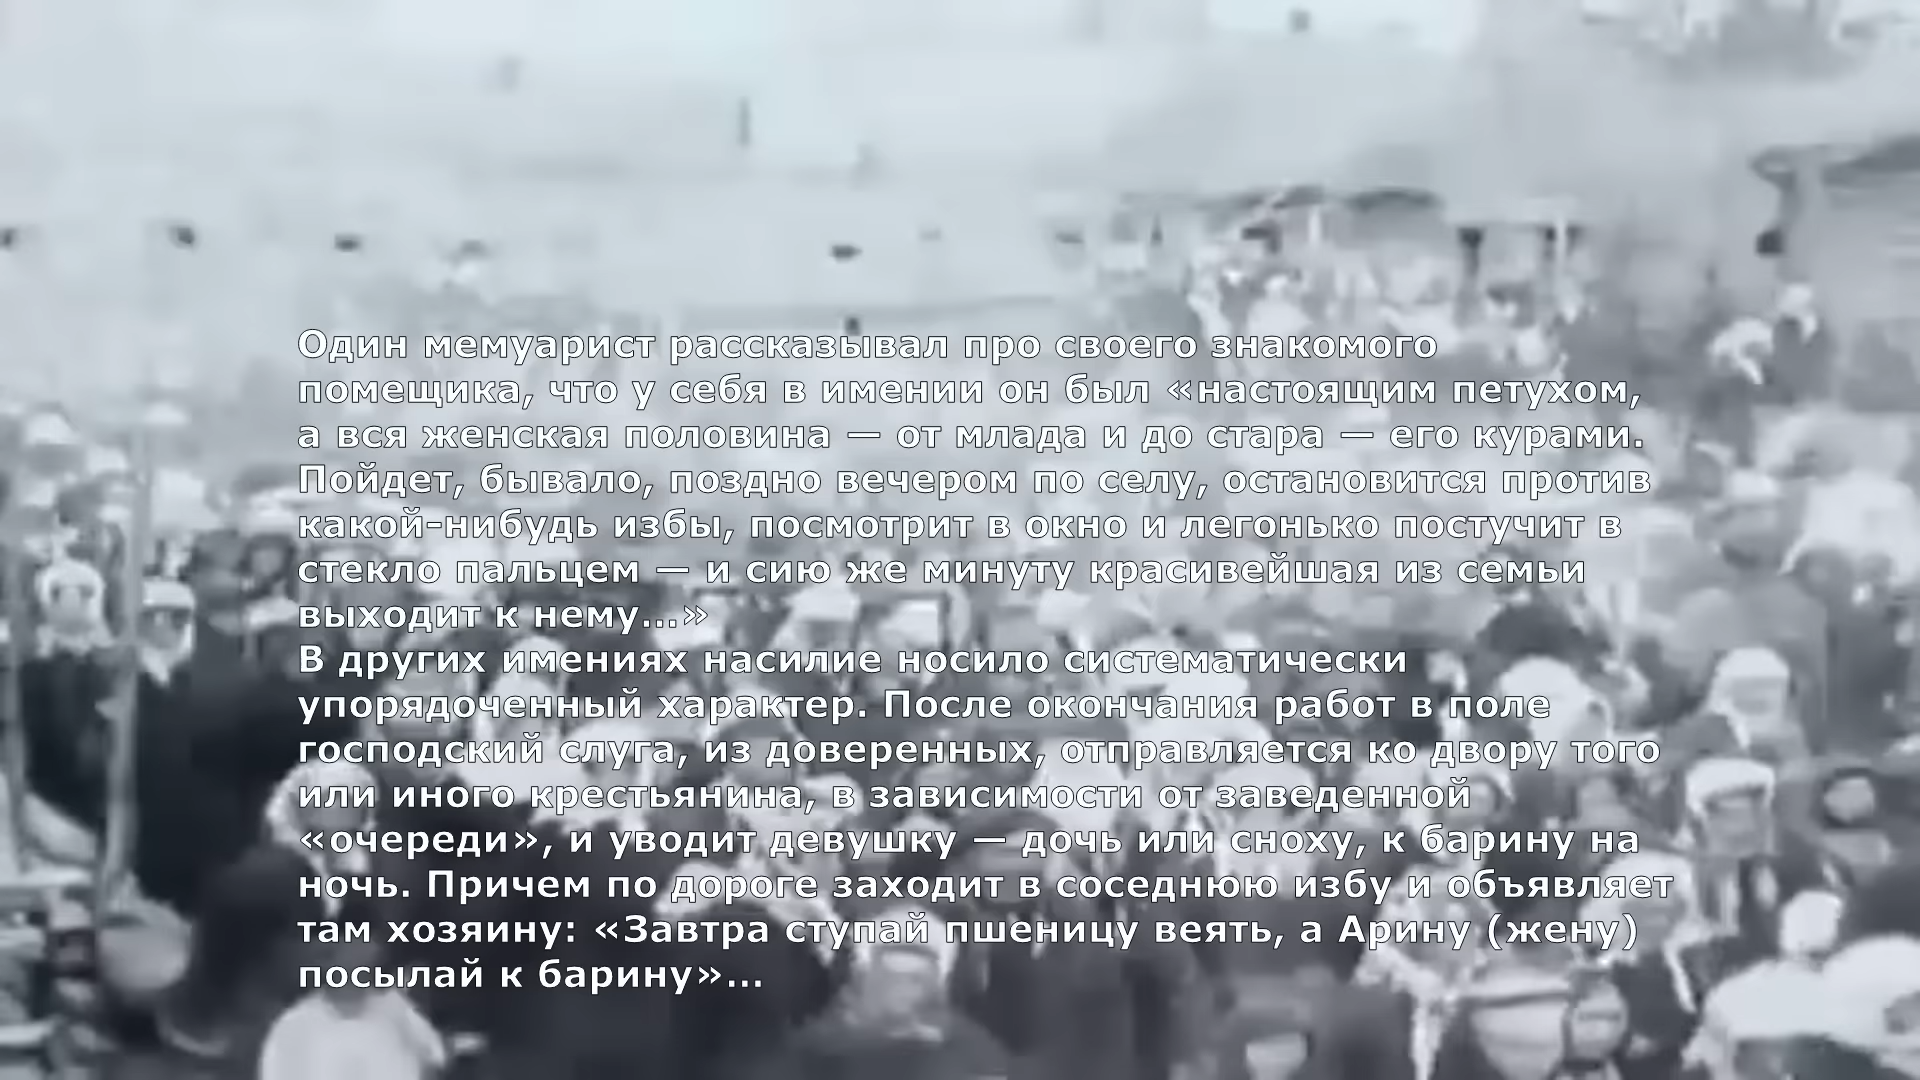 Один мемуарист рассказывал про своего знакомого
помещика, что у себя в имении он был «настоящим петухом,
а вся женская половина — от млада и до стара — его курами.
Пойдет, бывало, поздно вечером по селу, остановится против
какой-нибудь избы, посмотрит в окно и легонько постучит в
стекло пальцем — и сию же минуту красивейшая из семьи
выходит к нему...»
В других имениях насилие носило систематически
упорядоченный характер. После окончания работ в поле
господский слуга, из доверенных, отправляется ко двору того
или иного крестьянина, в зависимости от заведенной
«очереди», и уводит девушку — дочь или сноху, к барину на
ночь. Причем по дороге заходит в соседнюю избу и объявляет
там хозяину: «Завтра ступай пшеницу веять, а Арину (жену)
посылай к барину»...